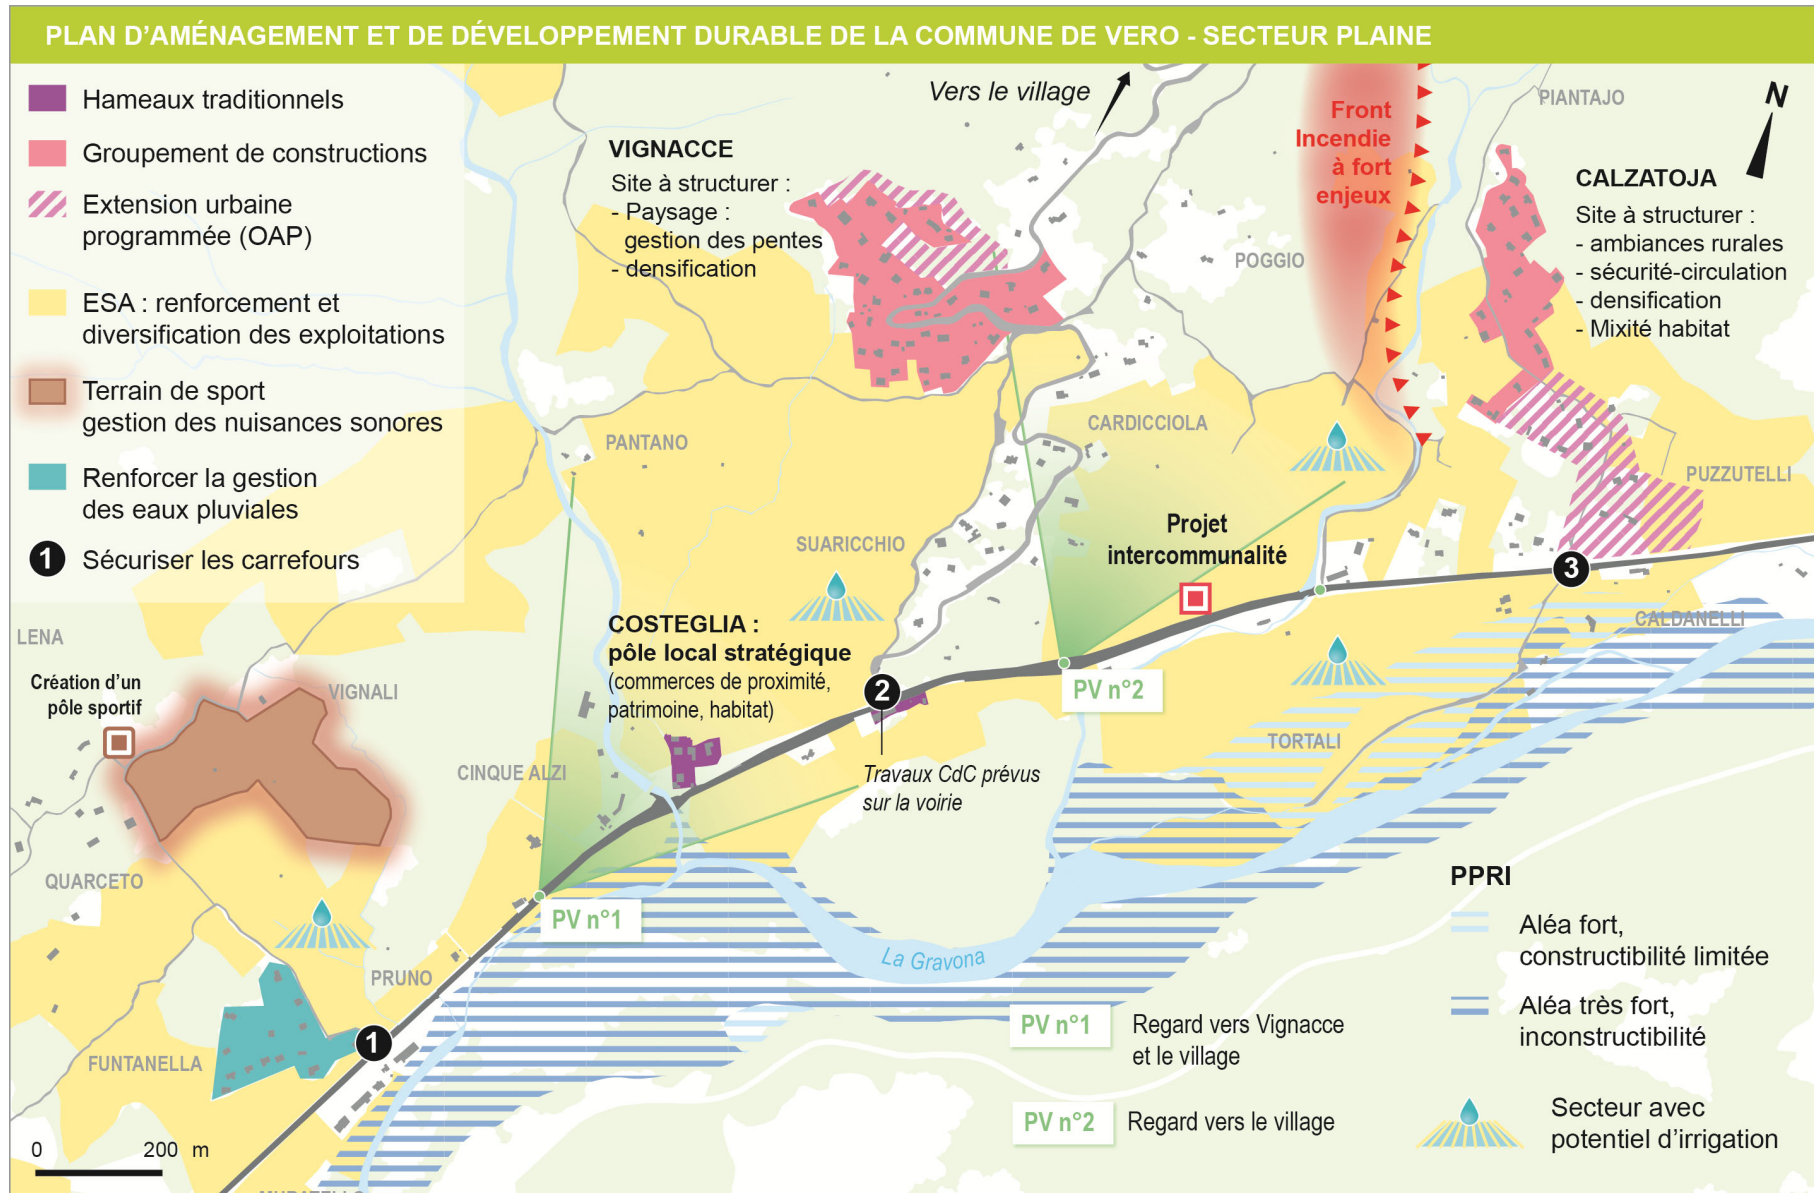 PLAN D’AMÉNAGEMENT ET DE DÉVELOPPEMENT DURABLE DE LA COMMUNE DE VERO - SECTEUR PLAINE
Hameaux traditionnels
Groupement de constructions
Extension urbaine
programmée (OAP)
ESA : renforcement et
diversification des exploitations
Terrain de sport
gestion des nuisances sonores
Renforcer la gestion
des eaux pluviales
1 Sécuriser les carrefours
Vers le village
VIGNACCE
Site à structurer :
- Paysage :
gestion des pentes
- densification
Front
Incendie
à fort
enjeux
PIANTAJO
N
CALZATOJA
Site à structurer :
- ambiances rurales
- sécurité-circulation
- densification
- Mixité habitat
POGGIO
PANTANO
CARDICCIOLA
PUZZUTELLI
SUARICCHIO
Projet
intercommunalité
3
CALDANELLI
LENA
COSTEGLIA :
pôle local stratégique
(commerces de proximité,
patrimoine, habitat)
2
PV n°2
Création d’un
pôle sportif
VIGNALI
TORTALI
CINQUE ALZI
Travaux CdC prévus
sur la voirie
QUARCETO
PV n°1
La Gravona
PRUNO
FUNTANELLA
1
PPRI
Aléa fort,
constructibilité limitée
Aléa très fort,
inconstructibilité
PV n°1 Regard vers Vignacce
et le village
PV n°2 Regard vers le village
Secteur avec
potentiel d’irrigation
0 200 m